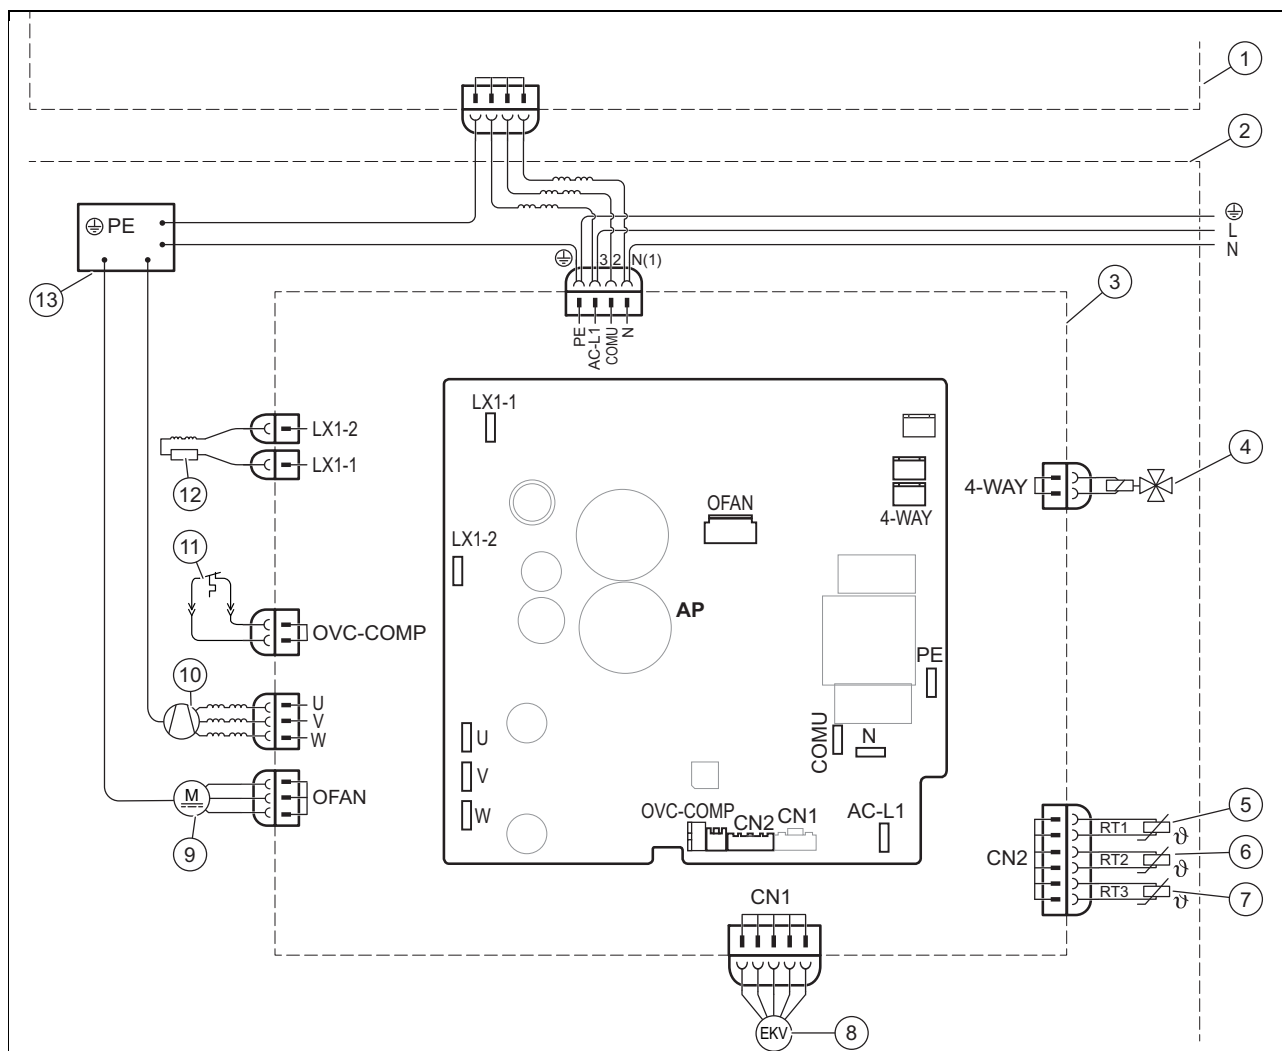 1
2
PE
L
N
3 2 N(1)
13
3
PE
AC-L1
COMU
N
LX1-2
LX1-1
12
LX1-1
LX1-2
OFAN
4-WAY
4-WAY
4
11
OVC-COMP
AP
PE
10
U
V
W
U
V
W
COMU
N
M
OFAN
9
OVC-COMP
CN2
CN1
AC-L1
CN2
RT1
ϑ
5
RT2
ϑ
6
RT3
ϑ
7
CN1
EKV
8